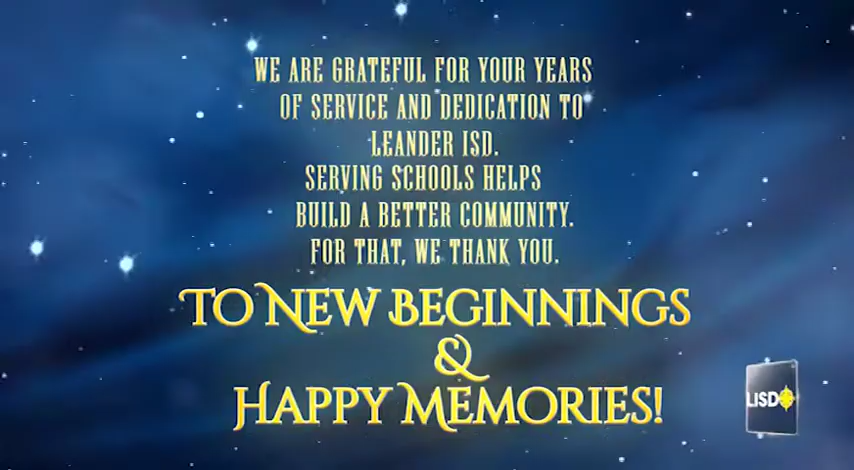 WE ARE GRATEFUL FOR YOUR YEARS
OF SERVICE AND DEDICATION TO
LEANDER ISD.
SERVING SCHOOLS HELPS
BUILD A BETTER COMMUNITY.
FOR THAT, WE THANK YOU.
TO NEW BEGINNINGS
&
HAPPY MEMORIES!
LISD